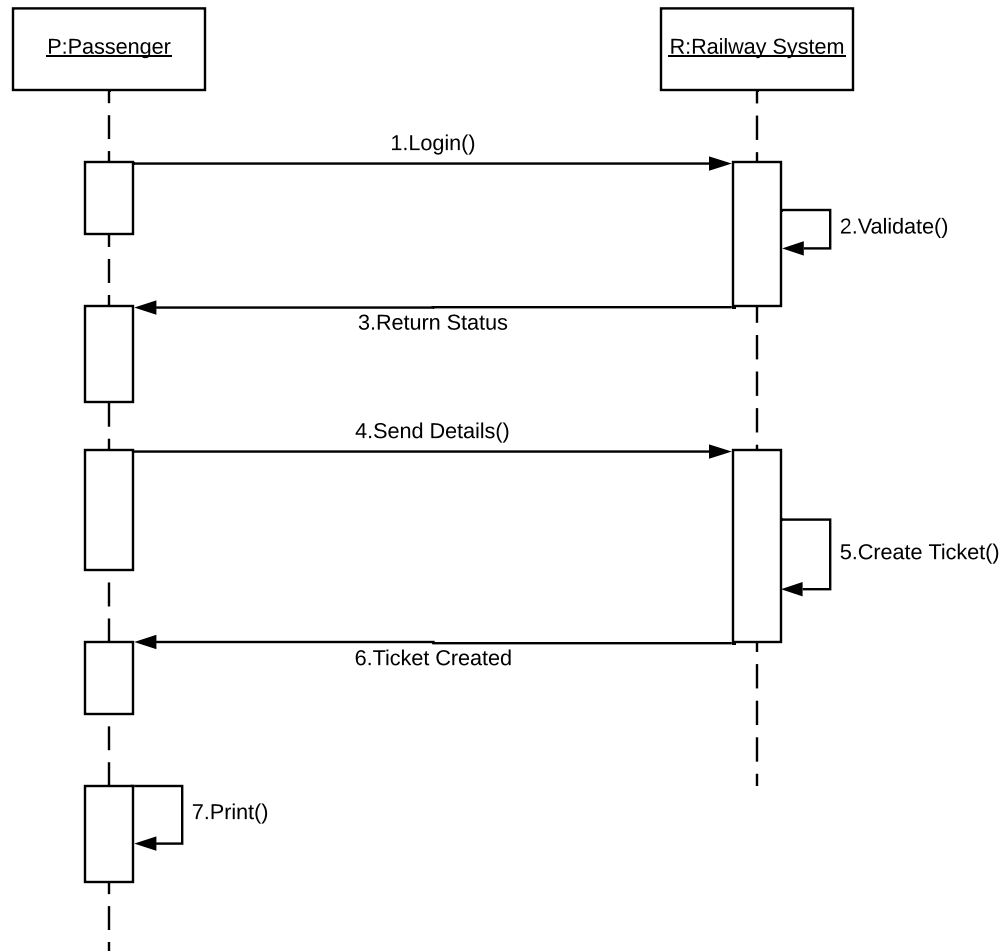 P:Passenger
R:Railway System
1.Login()
2.Validate()
3.Return Status
4.Send Details()
5.Create Ticket()
6.Ticket Created
7.Print()